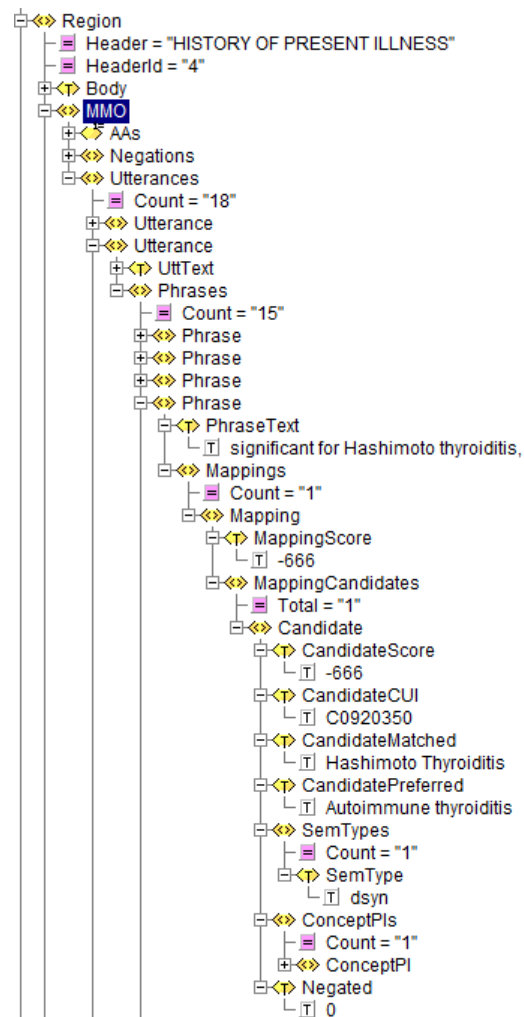 Region
Header = "HISTORY OF PRESENT ILLNESS"
HeaderId = "4"
Body
MMO
AAs
Negations
Utterances
Count = "18"
Utterance
Utterance
UttText
Phrases
Count = "15"
Phrase
Phrase
Phrase
Phrase
PhraseText
significant for Hashimoto thyroiditis,
Mappings
Count = "1"
Mapping
MappingScore
-666
MappingCandidates
Total = "1"
Candidate
CandidateScore
-666
CandidateCUI
C0920350
CandidateMatched
Hashimoto Thyroiditis
CandidatePreferred
Autoimmune thyroiditis
SemTypes
Count = "1"
SemType
dsyn
ConceptPIs
Count = "1"
ConceptPI
Negated
0